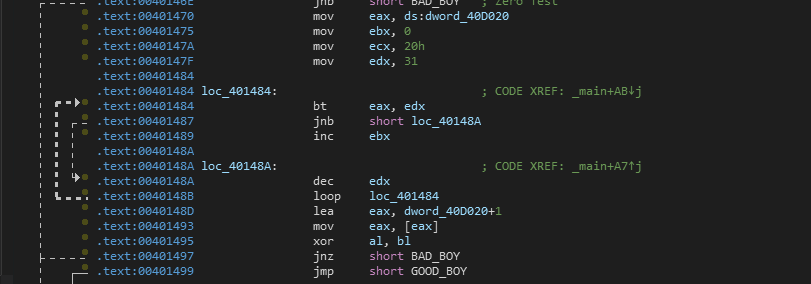 .text:0040146E jnb short BAD_BOY ; Zero Test
.text:00401470 mov eax, ds:dword_40D020
.text:00401475 mov ebx, 0
.text:0040147A mov ecx, 20h
.text:0040147F mov edx, 31
.text:00401484
.text:00401484 loc_401484: ; CODE XREF: _main+AB↓j
.text:00401484 bt eax, edx
.text:00401487 jnb short loc_40148A
.text:00401489 inc ebx
.text:0040148A
.text:0040148A loc_40148A: ; CODE XREF: _main+A7↑j
.text:0040148A dec edx
.text:0040148B loop loc_401484
.text:0040148D lea eax, dword_40D020+1
.text:00401493 mov eax, [eax]
.text:00401495 xor al, bl
.text:00401497 jnz short BAD_BOY
.text:00401499 jmp short GOOD_BOY